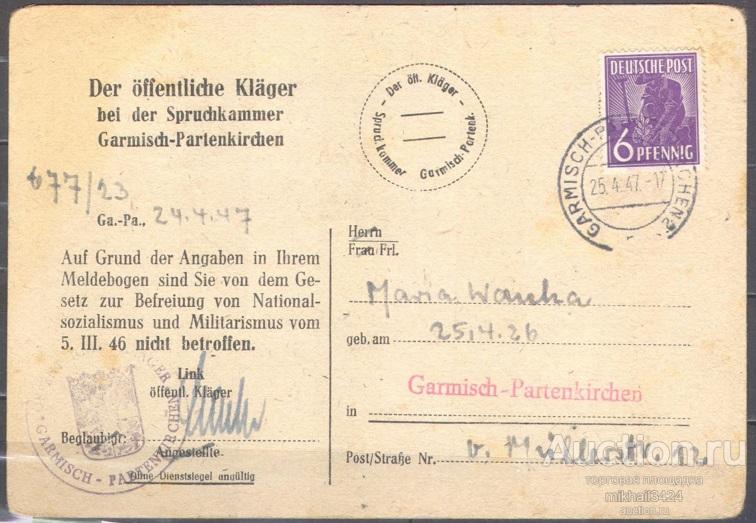 Der öffentliche Kläger
bei der Spruchkammer
Garmisch-Partenkirchen
Der öff. Kläger -
Spruchkammer Garmisch-Partenk.
DEUTSCHE POST
6 PFENNIG
GARMISCH-P CHEN
25.4.47.-17
677/23
Ga.-Pa., 24.4.47
Auf Grund der Angaben in Ihrem
Meldebogen sind Sie von dem Ge-
setz zur Befreiung von National-
sozialismus und Militarismus vom
5. III. 46 nicht betroffen.
Link
öffentl. Kläger
Beglaubigt:
Angestellte
Ohne Dienstsiegel ungültig
GARMISCH - PARTENKIRCHEN
Herrn
Frau Frl.
Maria
geb. am 25.4.26
Garmisch-Partenkirchen
in
Post/Straße Nr. v. 12
Auction.ru
торговая площадка
mikhail3424
auction.ru